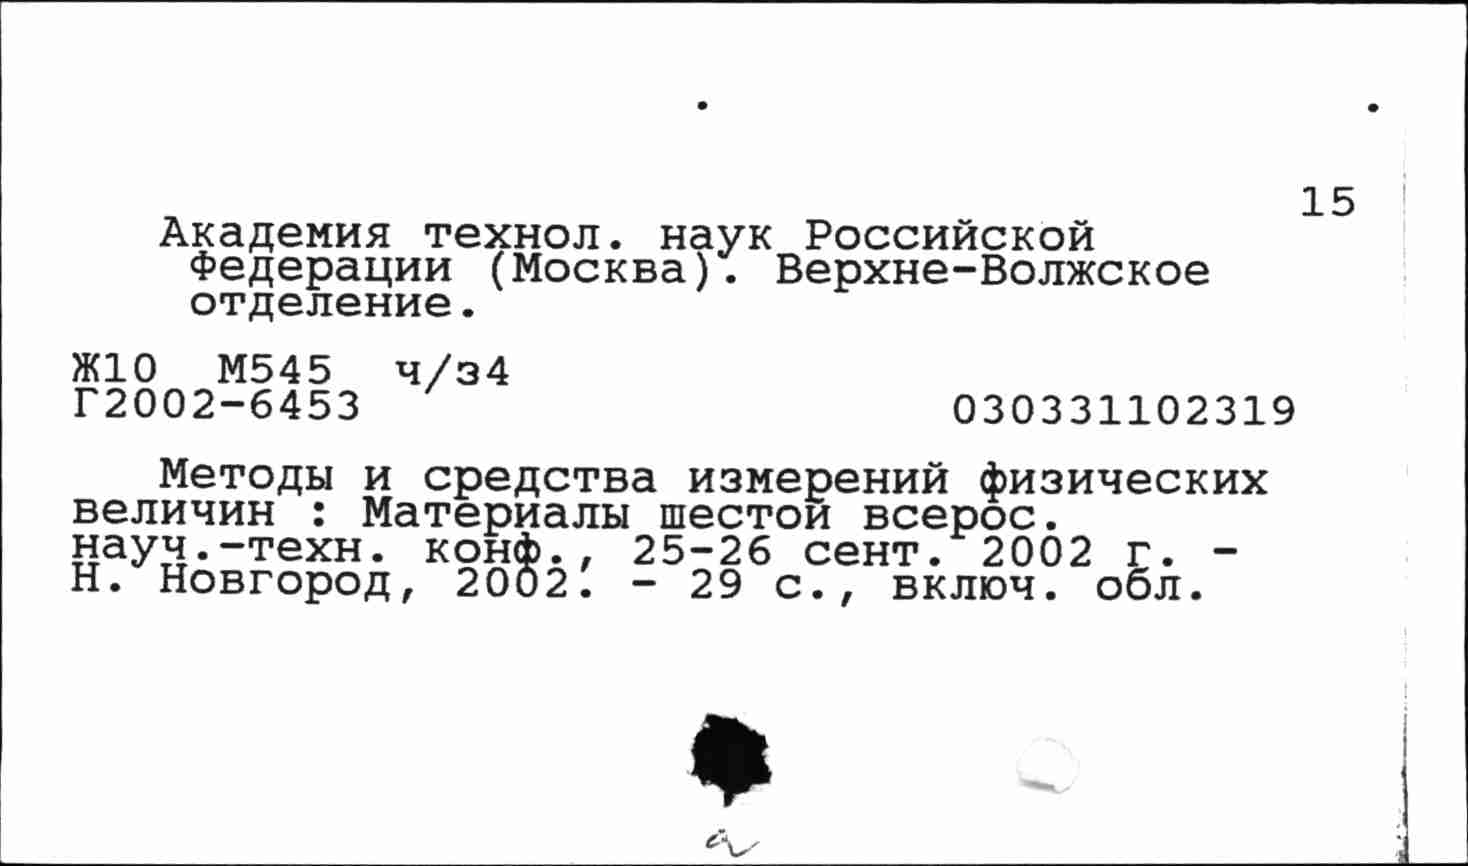 15
Академия технол. наук Российской
Федерации (Москва). Верхне-Волжское
отделение.
Ж10 М545 ч/з4
Г2002-6453 030331102319
Методы и средства измерений физических
величин : Материалы шестой всерос.
науч.-техн. конф., 25-26 сент. 2002 г. -
Н. Новгород, 2002. - 29 с., включ. обл.